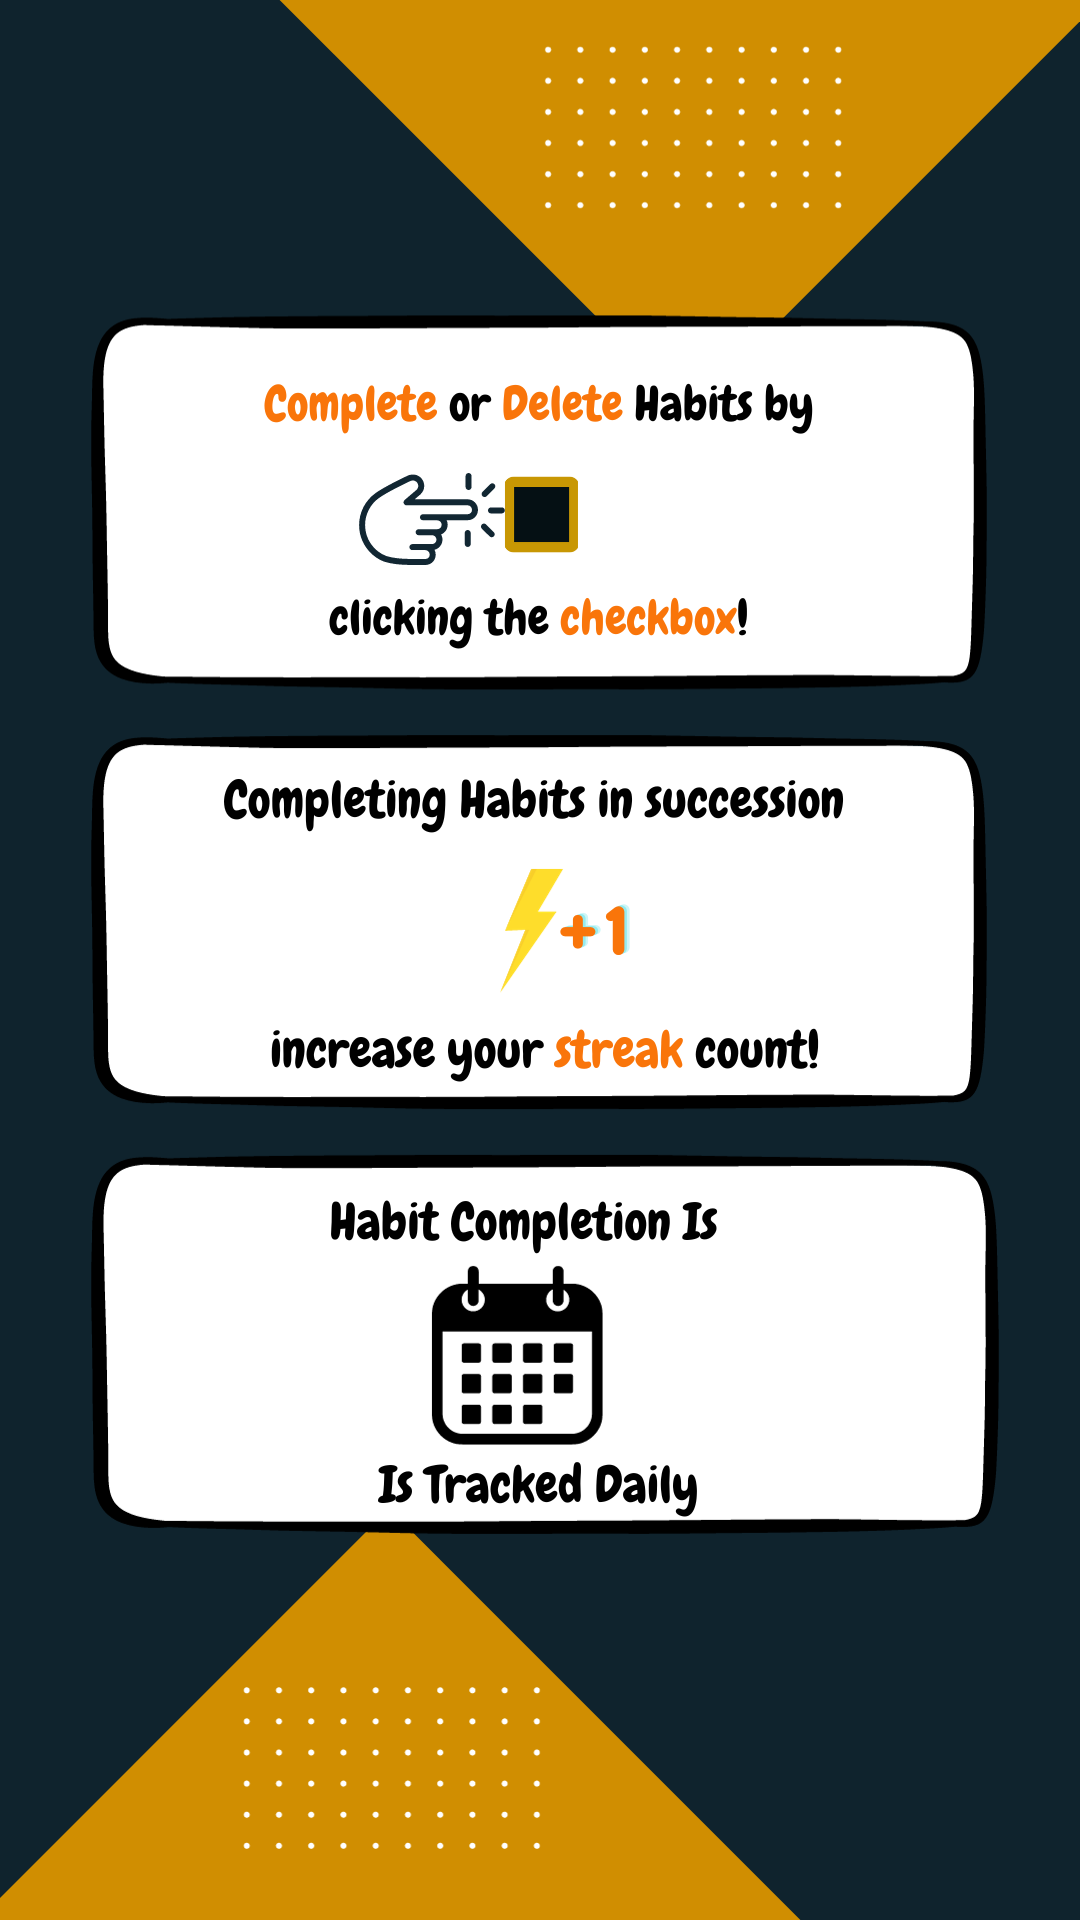 Complete or Delete Habits by
clicking the checkbox!
Completing Habits in succession
+1
increase your streak count!
Habit Completion Is
Is Tracked Daily